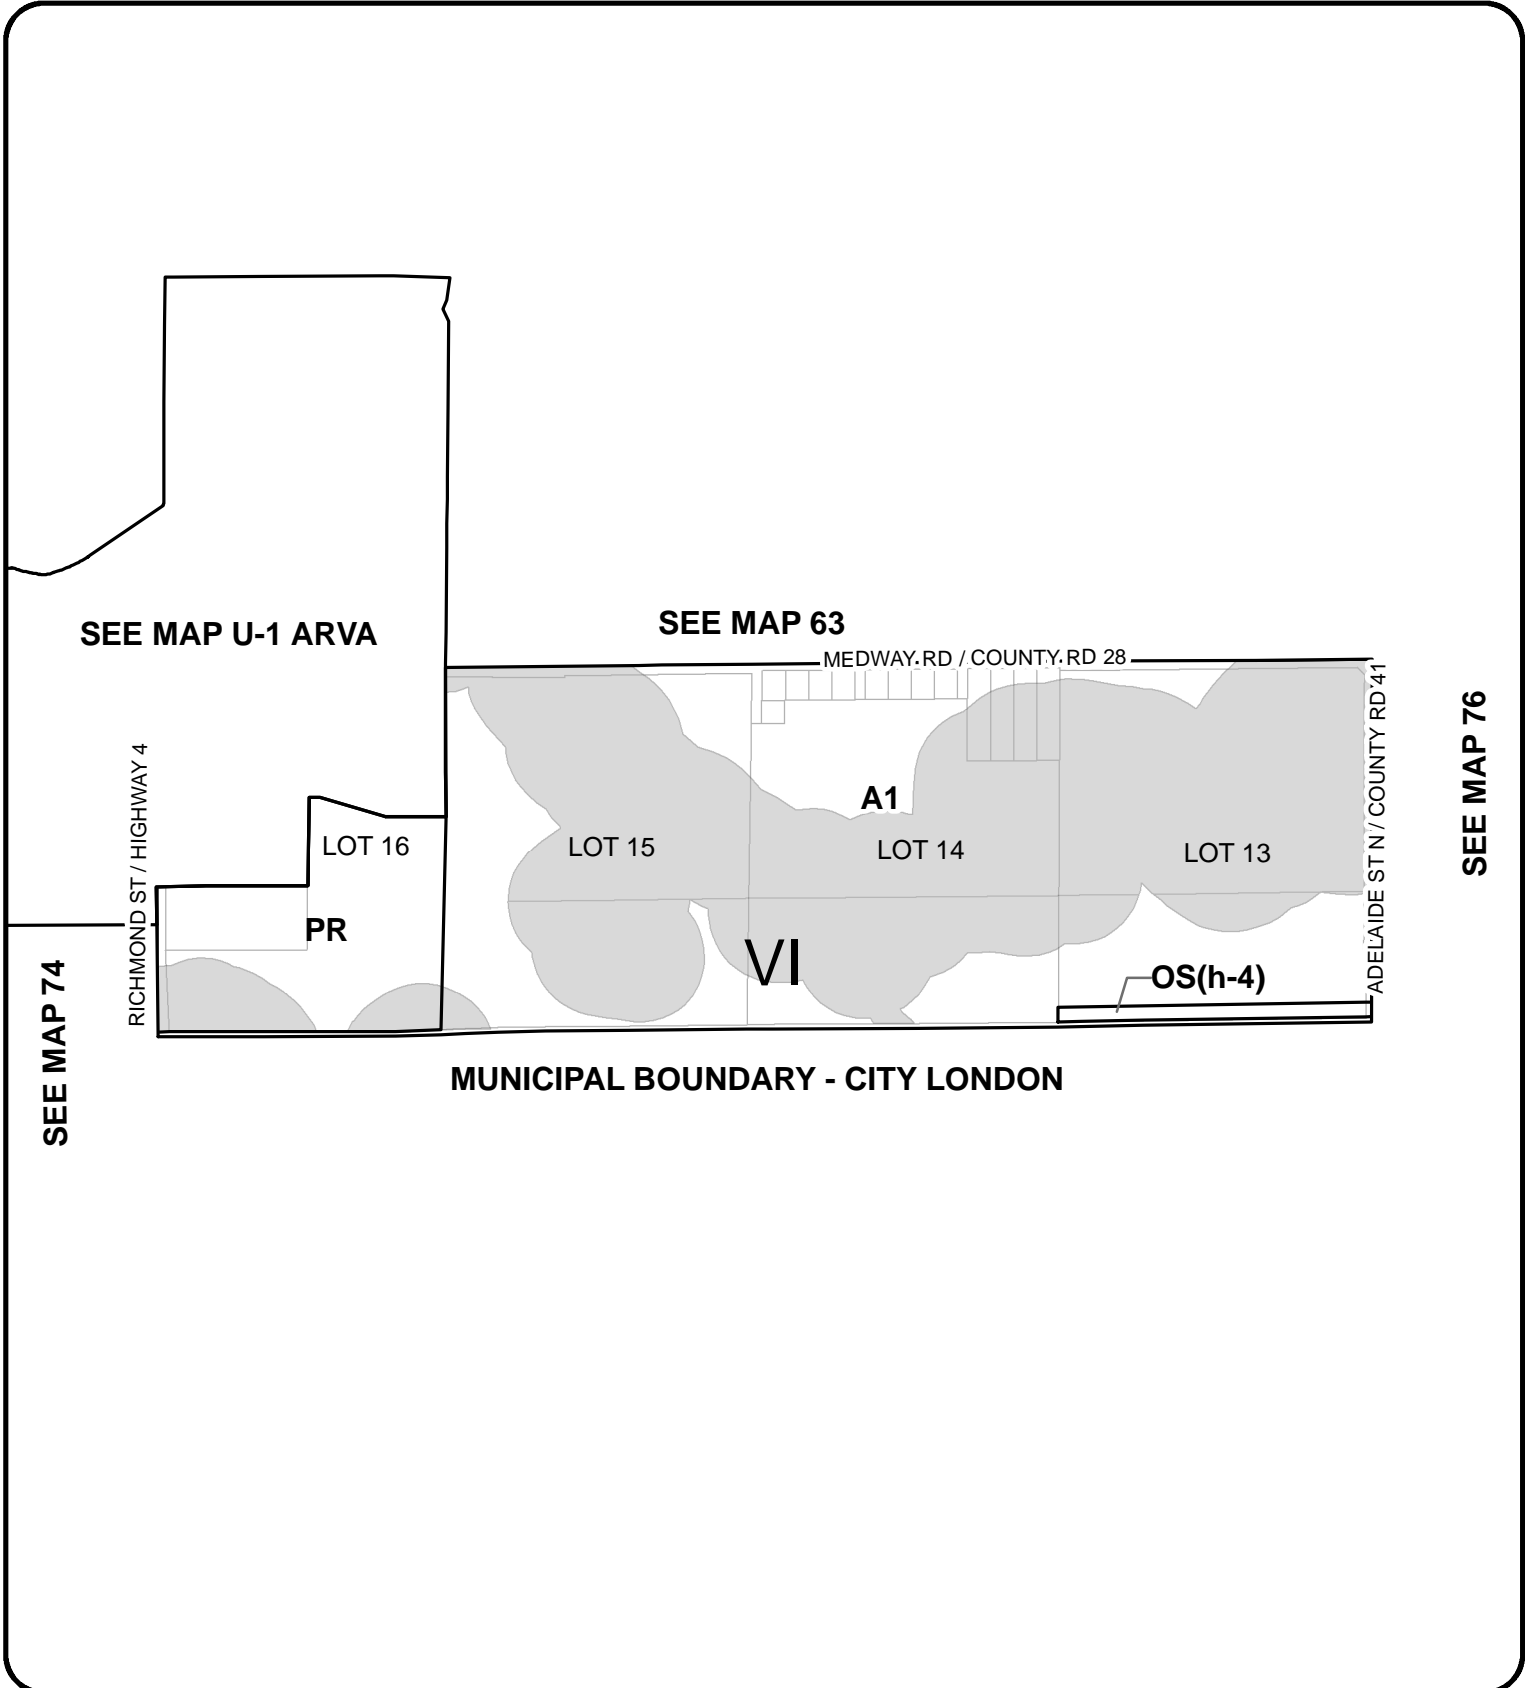 SEE MAP U-1 ARVA
SEE MAP 63
MEDWAY RD / COUNTY RD 28
RICHMOND ST / HIGHWAY 4
ADELAIDE ST N / COUNTY RD 41
SEE MAP 76
A1
LOT 16
LOT 15
LOT 14
LOT 13
PR
VI
OS(h-4)
SEE MAP 74
MUNICIPAL BOUNDARY - CITY LONDON